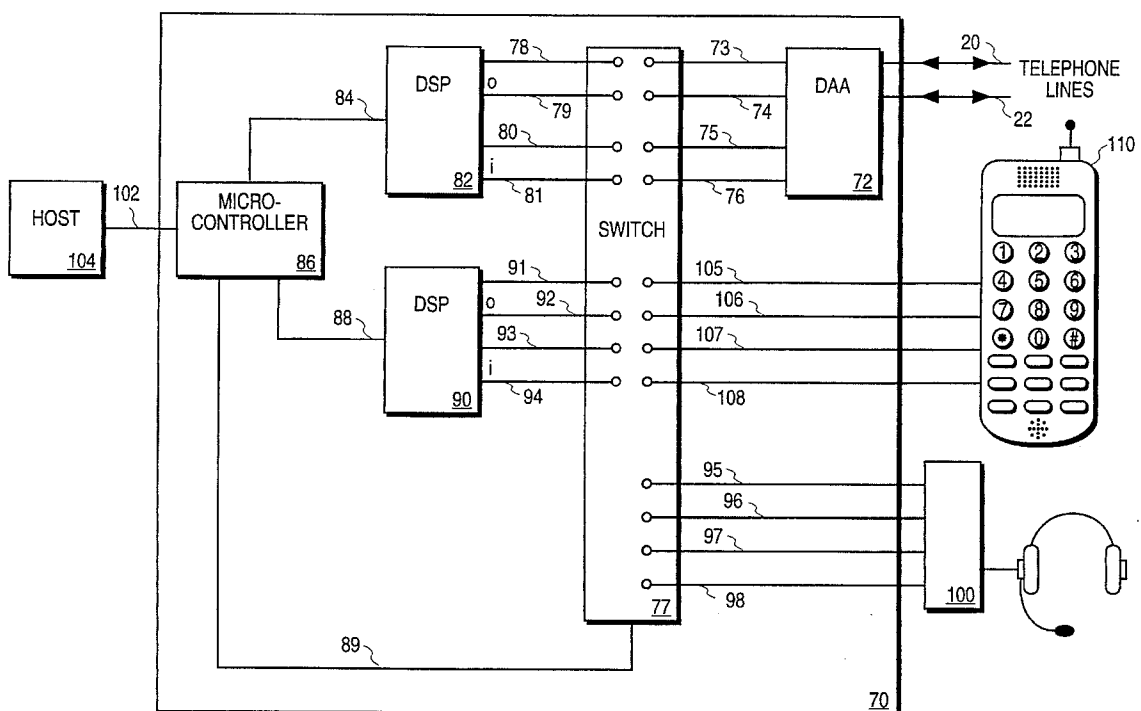 78
73
20
DSP
DAA
TELEPHONE
LINES
o
79
74
22
84
80
75
110
i
82
81
76
72
102
MICRO-
CONTROLLER
SWITCH
HOST
104
86
91
105
1 2 3
DSP
o
92
106
4 5 6
88
93
107
7 8 9
i
* 0 #
90
94
108
95
96
97
77
98
100
89
70